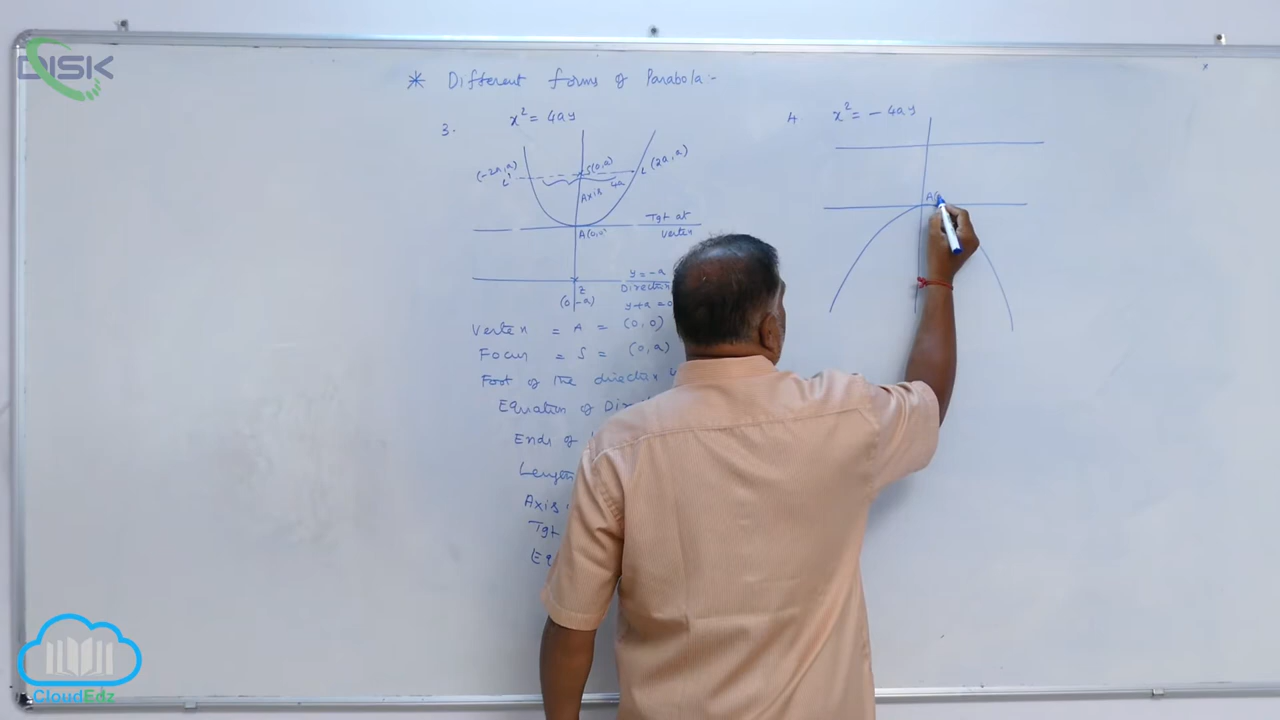 DISK
* Different forms of Parabola:-
3. x² = 4ay
(-2a, a) L'
S(0, a)
L (2a, a)
Axis 4a
Tgt at
vertex
A(0,0)
y = -a
Z
(0 -a)
y+a = 0
Vertex = A = (0, 0)
Focus = S = (0, a)
Foot of the directrix
Equation of
Ends of
Length
Axis
Tgt
4. x² = - 4ay
A(
CloudEdz